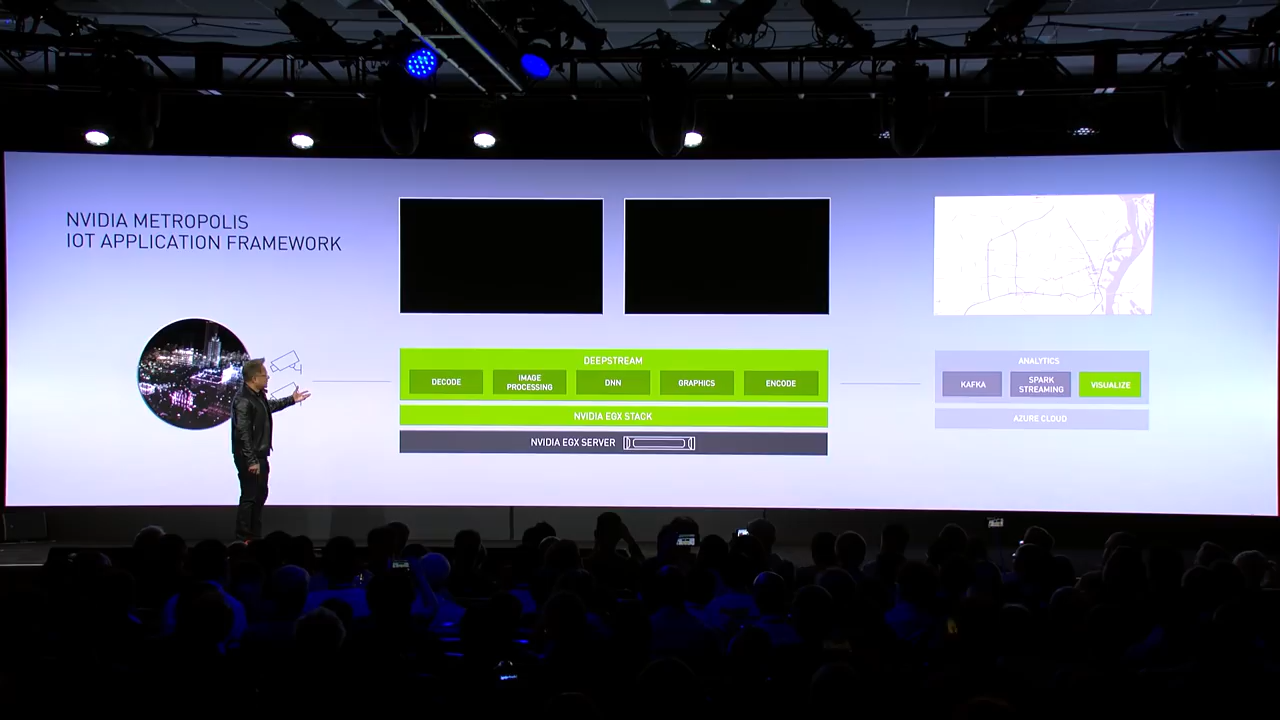 NVIDIA METROPOLIS
IOT APPLICATION FRAMEWORK
DEEPSTREAM
DECODE
IMAGE
PROCESSING
DNN
GRAPHICS
ENCODE
NVIDIA EGX STACK
NVIDIA EGX SERVER
ANALYTICS
KAFKA
SPARK
STREAMING
VISUALIZE
AZURE CLOUD